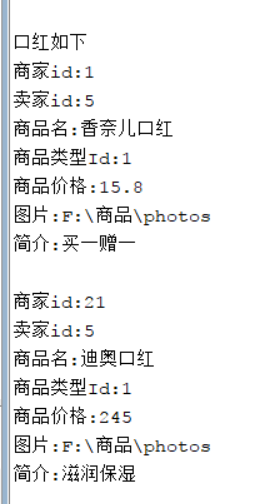 口红如下
商家id:1
卖家id:5
商品名:香奈儿口红
商品类型Id:1
商品价格:15.8
图片:F:\商品\photos
简介:买一赠一
商家id:21
卖家id:5
商品名:迪奥口红
商品类型Id:1
商品价格:245
图片:F:\商品\photos
简介:滋润保湿